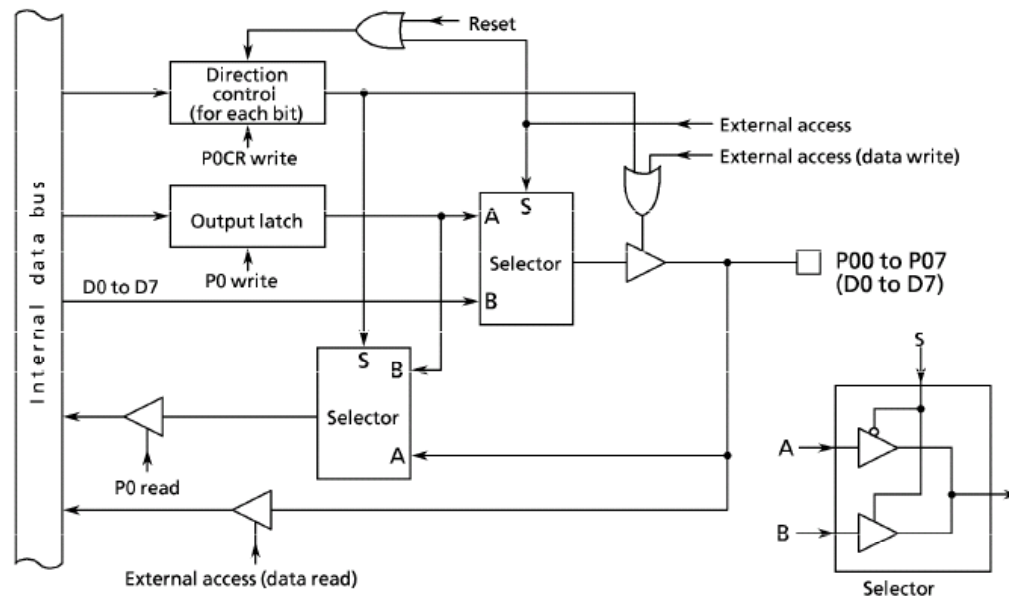 Reset
Direction
control
(for each bit)
External access
P0CR write
External access (data write)
Internal data bus
Output latch
A
S
Selector
B
P00 to P07
(D0 to D7)
P0 write
D0 to D7
S
B
Selector
A
S
P0 read
A
B
External access (data read)
Selector